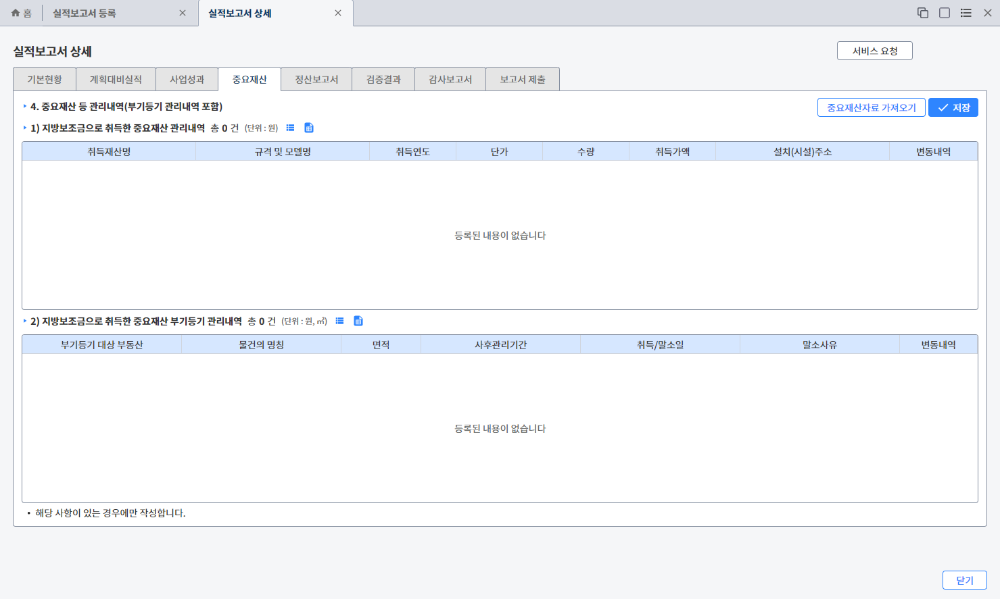 홈 실적보고서 등록 실적보고서 상세
실적보고서 상세 서비스 요청
기본현황 계획대비실적 사업성과 중요재산 정산보고서 검증결과 감사보고서 보고서 제출
4. 중요재산 등 관리내역(부기등기 관리내역 포함) 중요재산자료 가져오기 저장
1) 지방보조금으로 취득한 중요재산 관리내역 총 0 건 (단위 : 원)
취득재산명 규격 및 모델명 취득연도 단가 수량 취득가액 설치(시설)주소 변동내역
등록된 내용이 없습니다
2) 지방보조금으로 취득한 중요재산 부기등기 관리내역 총 0 건 (단위 : 원, ㎡)
부기등기 대상 부동산 물건의 명칭 면적 사후관리기간 취득/말소일 말소사유 변동내역
등록된 내용이 없습니다
• 해당 사항이 있는 경우에만 작성합니다.
닫기